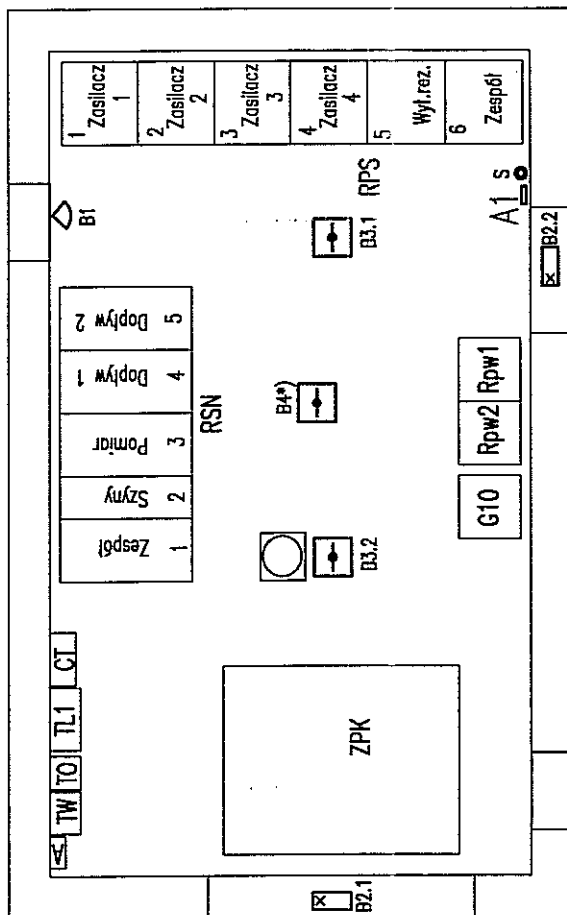 1 Zasilacz 1
2 Zasilacz 2
3 Zasilacz 3
4 Zasilacz 4
5 Wył.rez.
6 Zespół
RPS
B1
S
A1
B2.2
B3.1
Dopływ 2 5
Dopływ 1 4
Pomiar 3
Szyny 2
Zespół 1
RSN
B4*)
Rpw1
Rpw2
G10
B3.2
CT
TL1
TO
TW
A
ZPK
X
B2.1
X